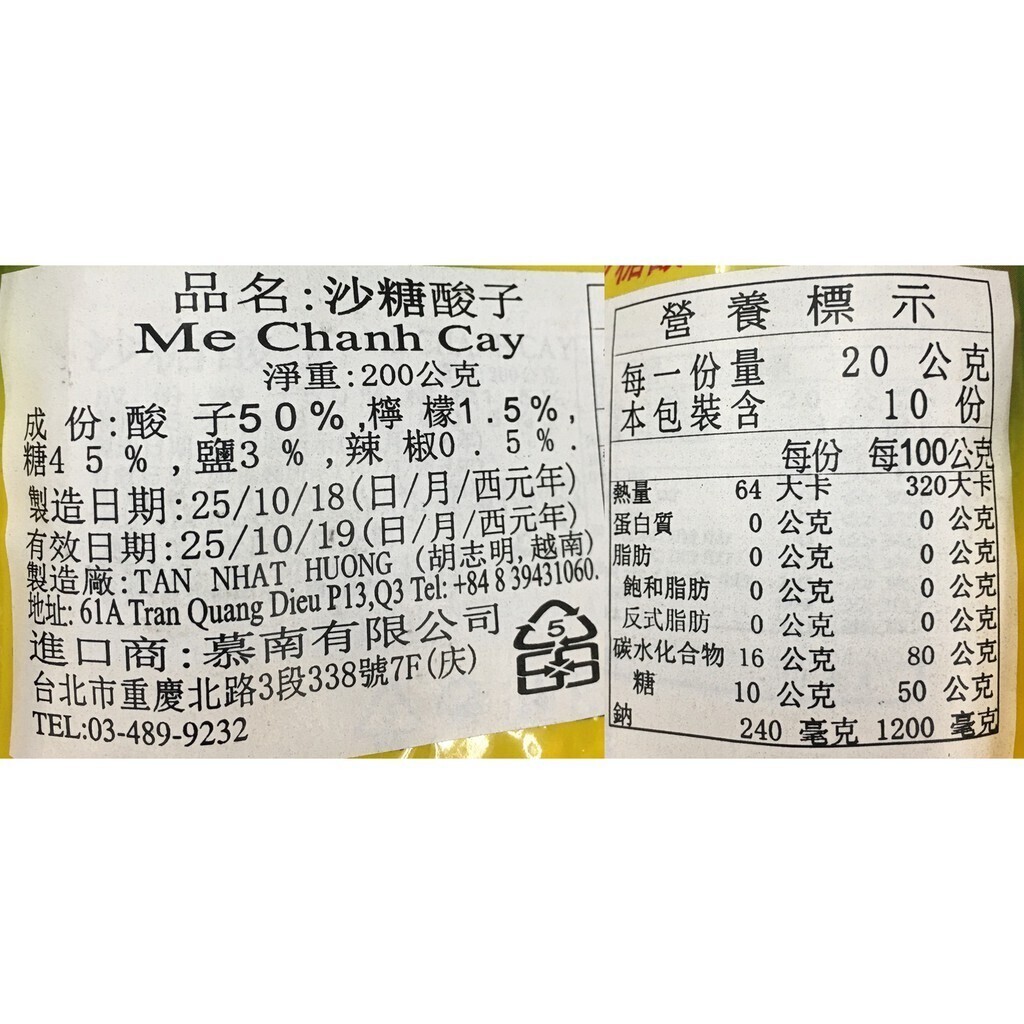 品名:沙糖酸子
Me Chanh Cay
淨重:200公克
成份:酸子50%,檸檬1.5%,
糖45%,鹽3%,辣椒0.5%.
製造日期:25/10/18(日/月/西元年)
有效日期:25/10/19(日/月/西元年)
製造廠:TAN NHAT HUONG (胡志明,越南)
地址: 61A Tran Quang Dieu P13,Q3 Tel: +84 8 39431060.
進口商:慕南有限公司
台北市重慶北路3段338號7F(庆)
TEL:03-489-9232
5
營養標示
每一份量 20 公克
本包裝含 10 份
每份 每100公克
熱量 64 大卡 320大卡
蛋白質 0 公克 0 公克
脂肪 0 公克 0 公克
飽和脂肪 0 公克 0 公克
反式脂肪 0 公克 0 公克
碳水化合物 16 公克 80 公克
糖 10 公克 50 公克
鈉 240 毫克 1200 毫克